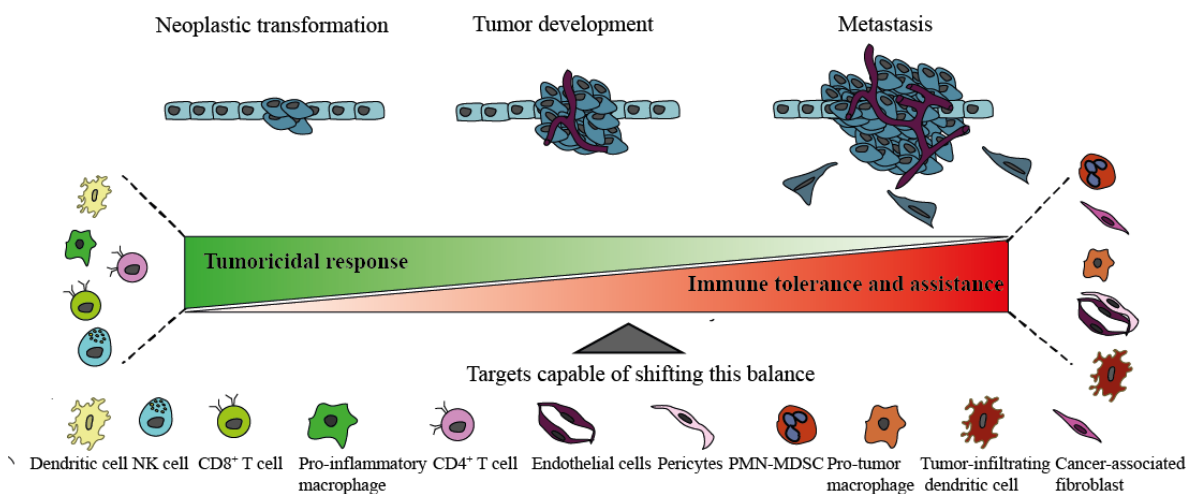 Neoplastic transformation
Tumor development
Metastasis
Tumoricidal response
Immune tolerance and assistance
Targets capable of shifting this balance
Dendritic cell
NK cell
CD8⁺ T cell
Pro-inflammatory
macrophage
CD4⁺ T cell
Endothelial cells
Pericytes
PMN-MDSC
Pro-tumor
macrophage
Tumor-infiltrating
dendritic cell
Cancer-associated
fibroblast